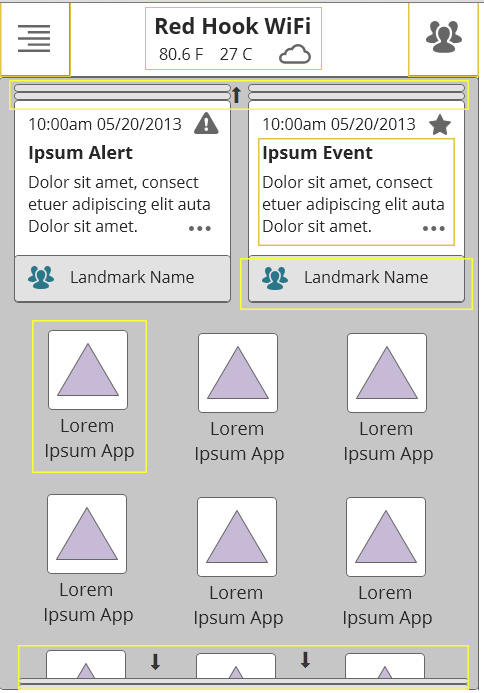 Red Hook WiFi
80.6 F 27 C
10:00am 05/20/2013
Ipsum Alert
Dolor sit amet, consect
etuer adipiscing elit auta
Dolor sit amet.
Landmark Name
10:00am 05/20/2013
Ipsum Event
Dolor sit amet, consect
etuer adipiscing elit auta
Dolor sit amet.
Landmark Name
Lorem
Ipsum App
Lorem
Ipsum App
Lorem
Ipsum App
Lorem
Ipsum App
Lorem
Ipsum App
Lorem
Ipsum App